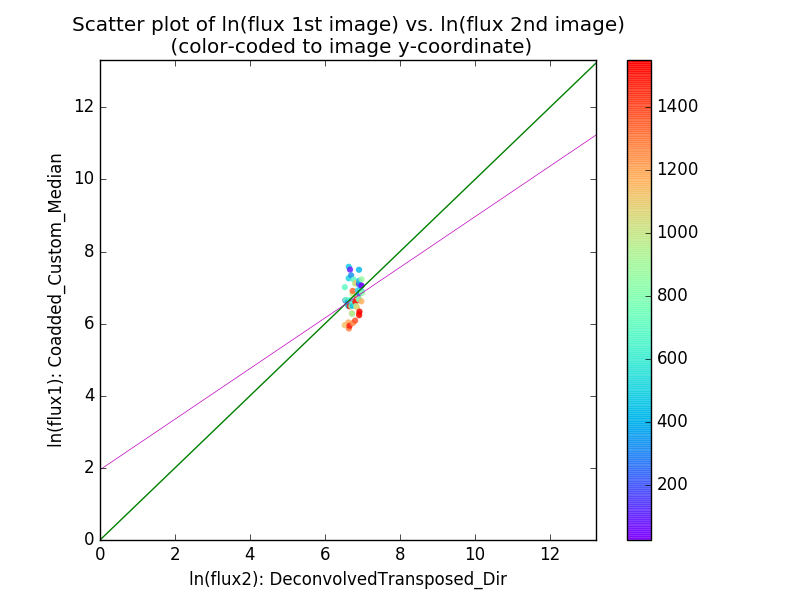 Scatter plot of ln(flux 1st image) vs. ln(flux 2nd image)
(color-coded to image y-coordinate)
ln(flux1): Coadded_Custom_Median
12
10
8
6
4
2
0
0 2 4 6 8 10 12
ln(flux2): DeconvolvedTransposed_Dir
1400
1200
1000
800
600
400
200